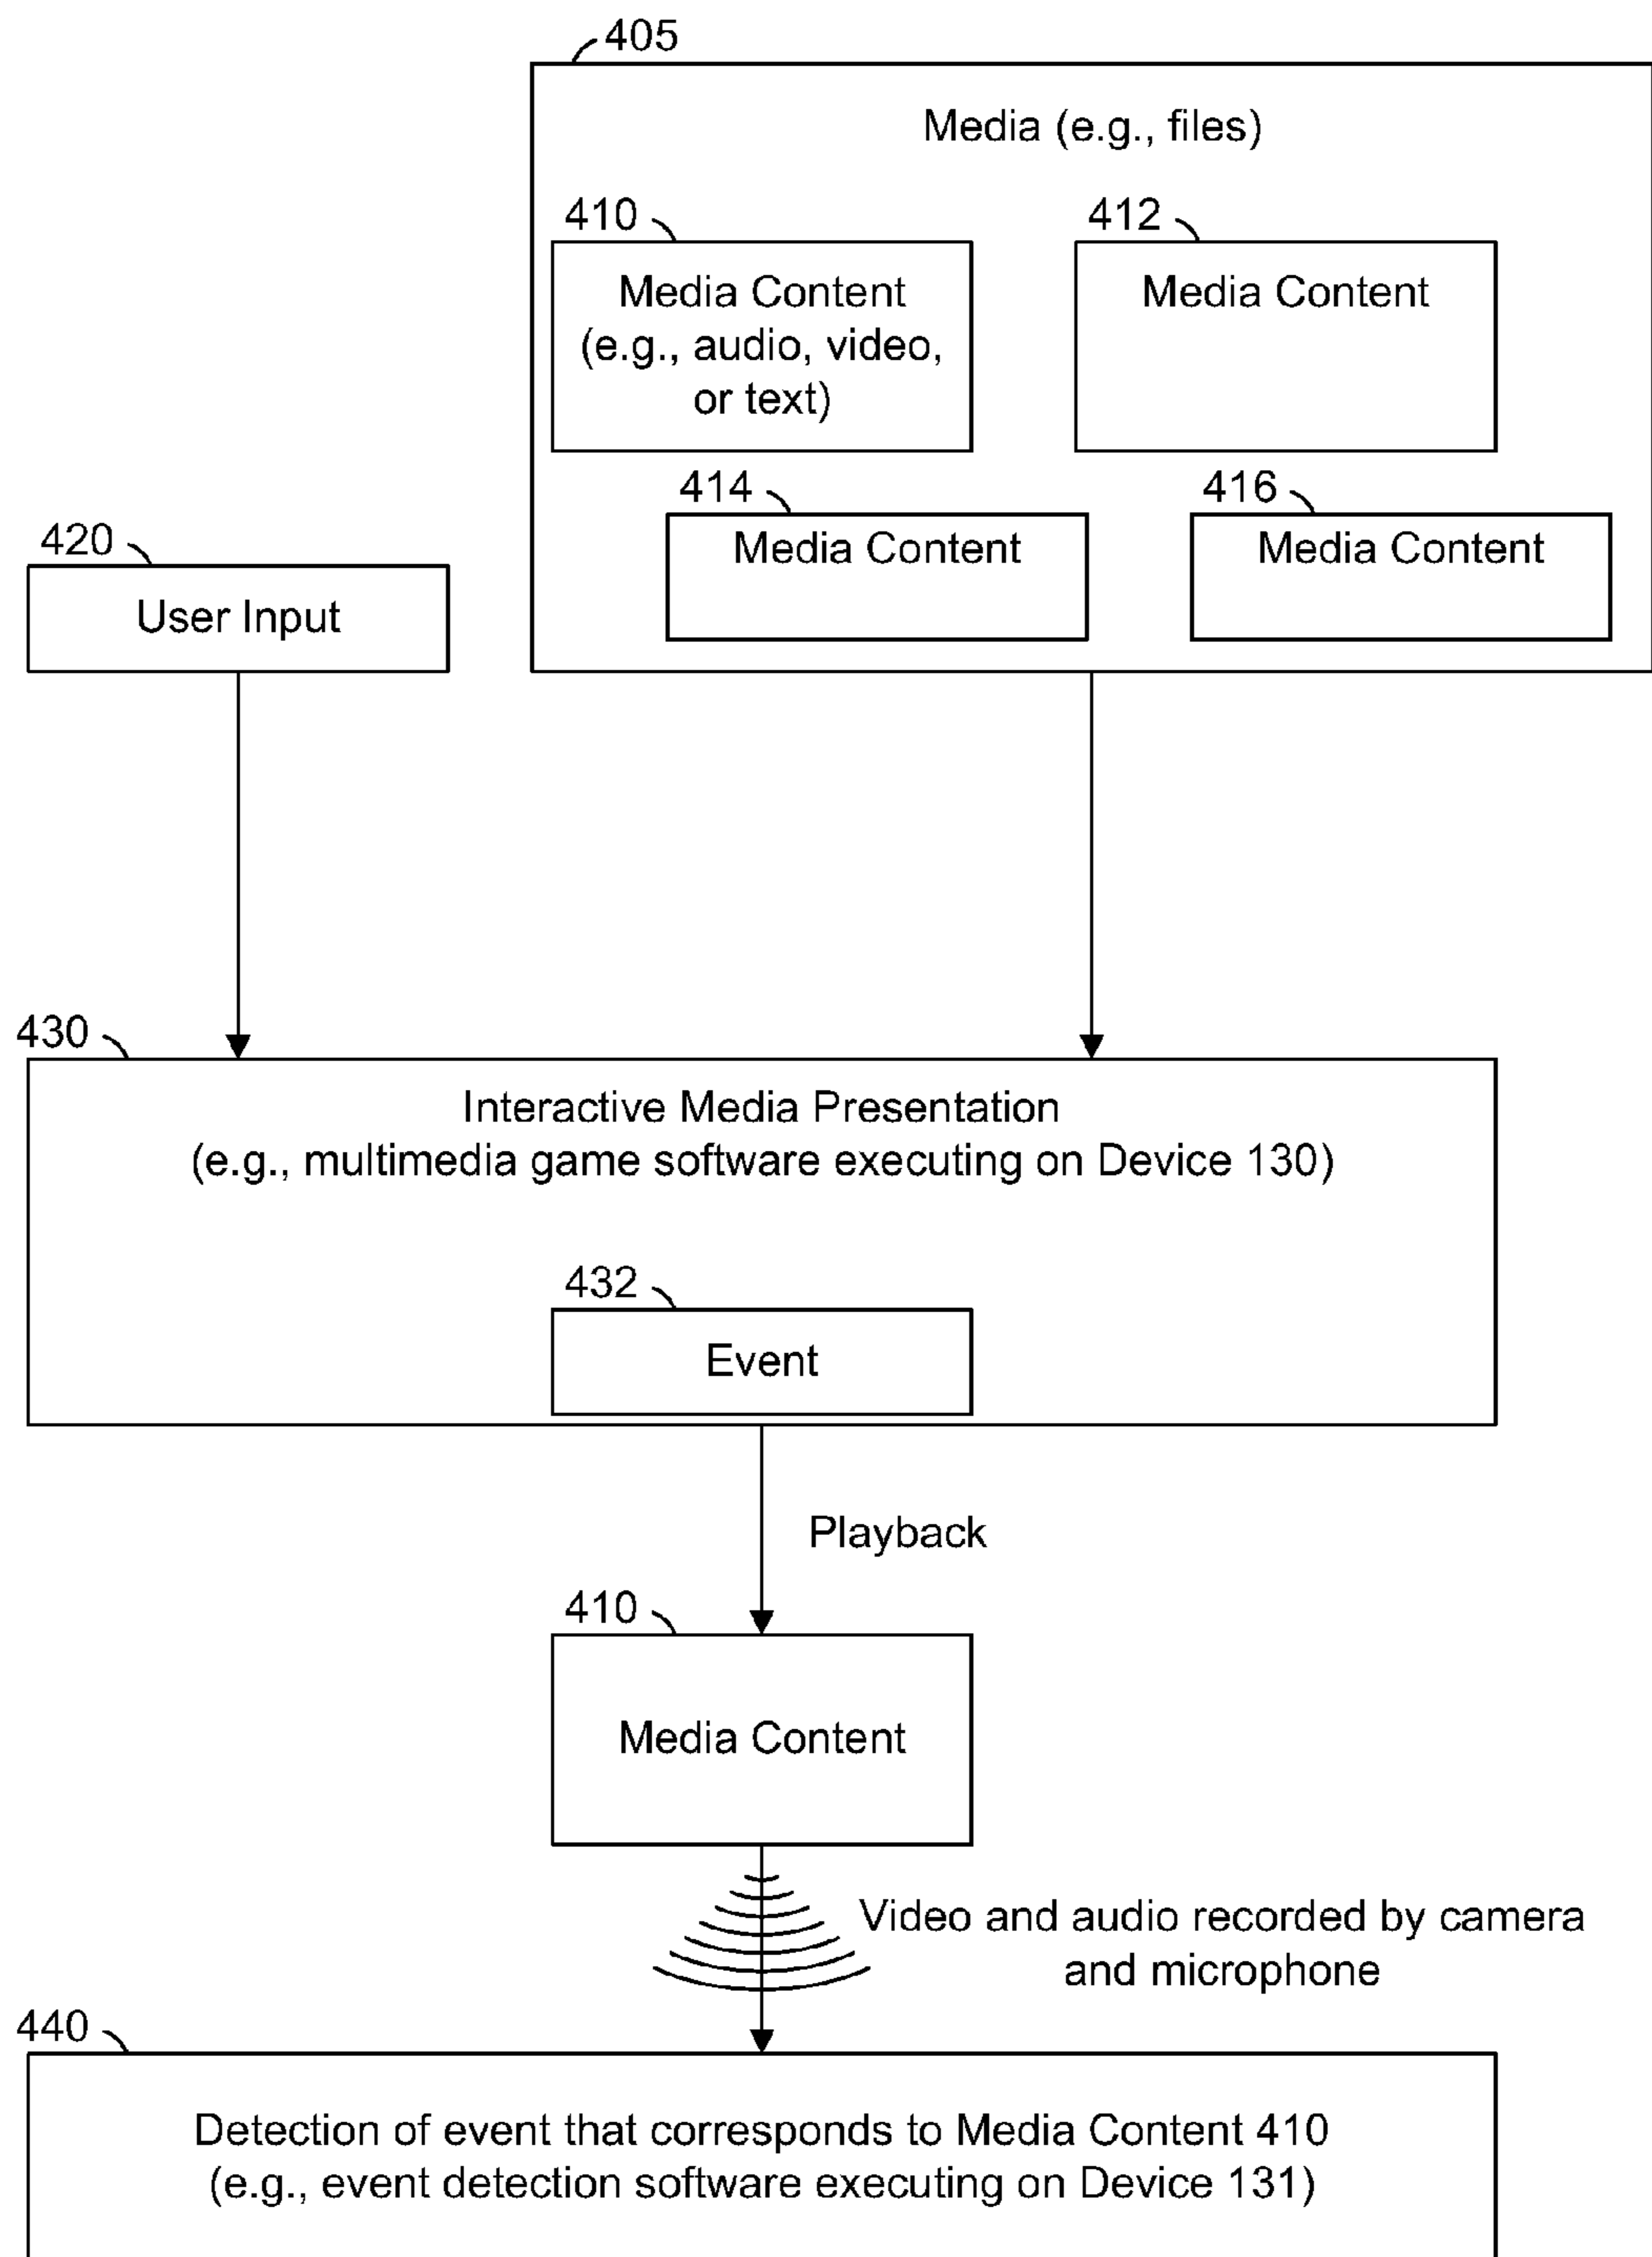 405
Media (e.g., files)
410
412
Media Content
(e.g., audio, video,
or text)
Media Content
414
416
Media Content
Media Content
420
User Input
430
Interactive Media Presentation
(e.g., multimedia game software executing on Device 130)
432
Event
Playback
410
Media Content
Video and audio recorded by camera
and microphone
440
Detection of event that corresponds to Media Content 410
(e.g., event detection software executing on Device 131)